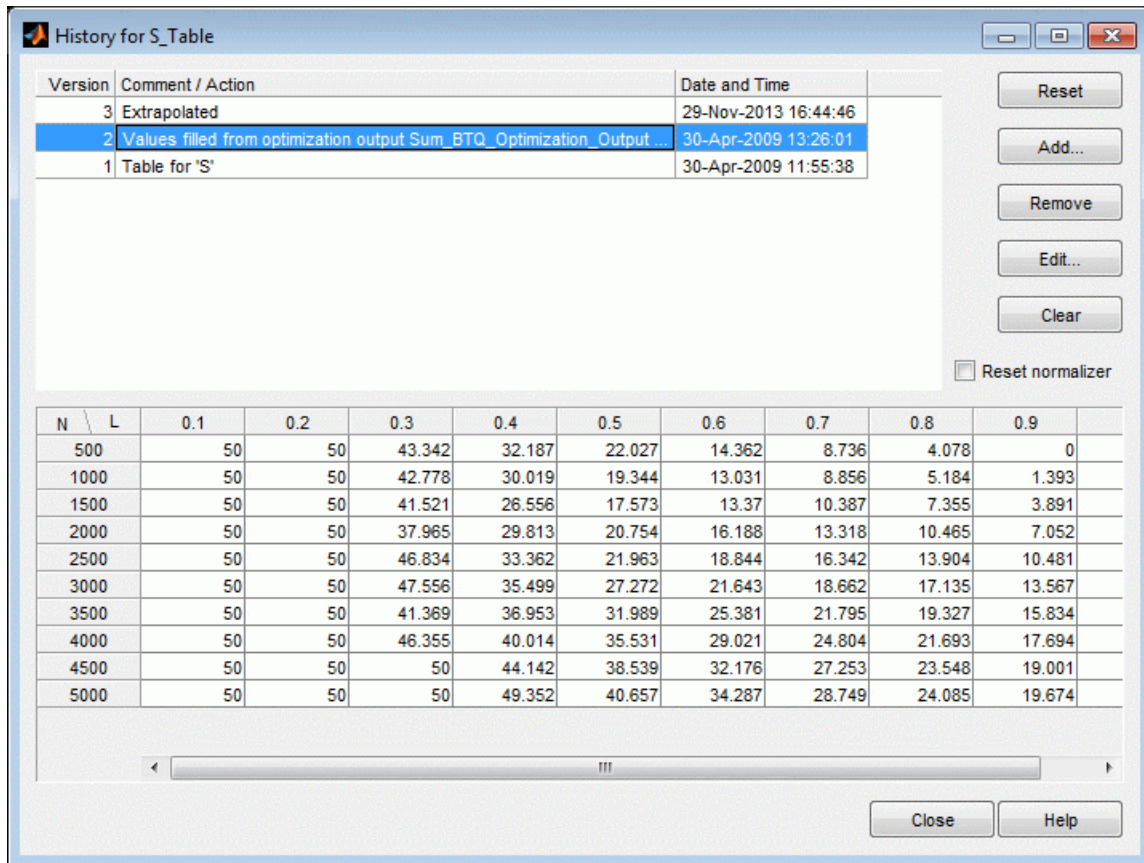 History for S_Table
Version Comment / Action Date and Time
3 Extrapolated 29-Nov-2013 16:44:46
2 Values filled from optimization output Sum_BTQ_Optimization_Output ... 30-Apr-2009 13:26:01
1 Table for 'S' 30-Apr-2009 11:55:38
Reset
Add...
Remove
Edit...
Clear
Reset normalizer
N \ L 0.1 0.2 0.3 0.4 0.5 0.6 0.7 0.8 0.9
500 50 50 43.342 32.187 22.027 14.362 8.736 4.078 0
1000 50 50 42.778 30.019 19.344 13.031 8.856 5.184 1.393
1500 50 50 41.521 26.556 17.573 13.37 10.387 7.355 3.891
2000 50 50 37.965 29.813 20.754 16.188 13.318 10.465 7.052
2500 50 50 46.834 33.362 21.963 18.844 16.342 13.904 10.481
3000 50 50 47.556 35.499 27.272 21.643 18.662 17.135 13.567
3500 50 50 41.369 36.953 31.989 25.381 21.795 19.327 15.834
4000 50 50 46.355 40.014 35.531 29.021 24.804 21.693 17.694
4500 50 50 50 44.142 38.539 32.176 27.253 23.548 19.001
5000 50 50 50 49.352 40.657 34.287 28.749 24.085 19.674
Close Help